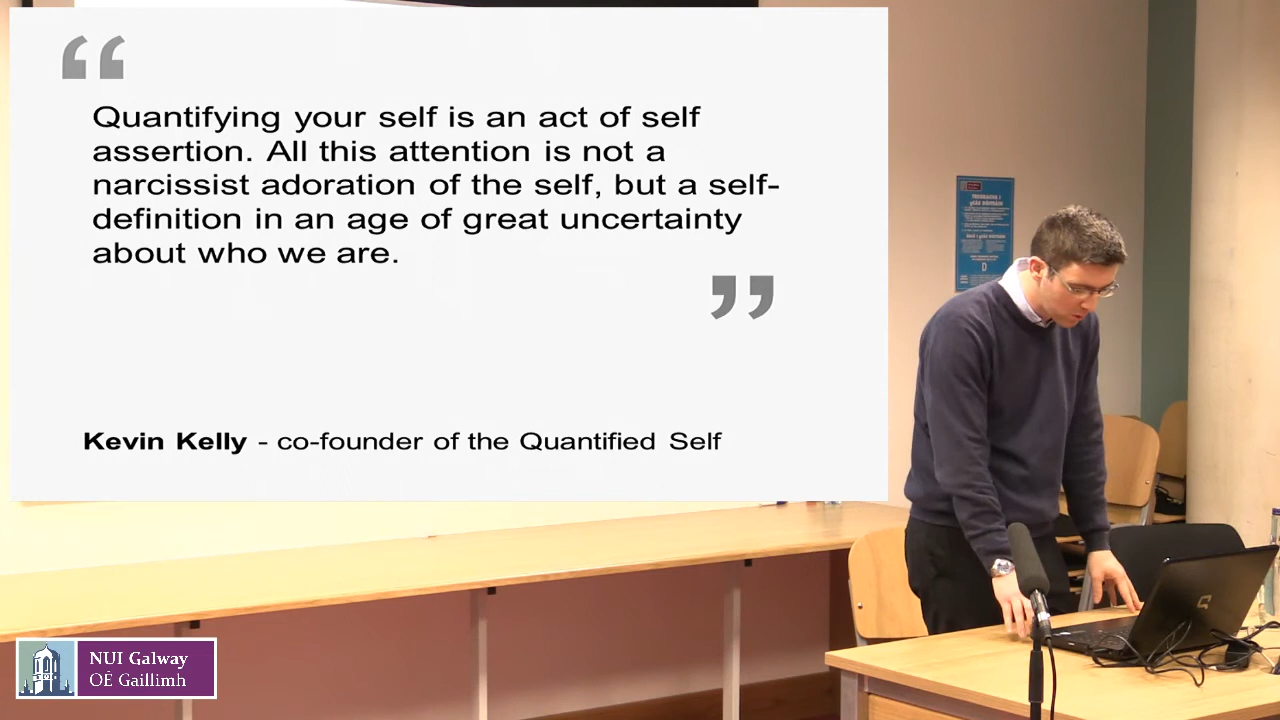 “
Quantifying your self is an act of self
assertion. All this attention is not a
narcissist adoration of the self, but a self-
definition in an age of great uncertainty
about who we are.
”
Kevin Kelly - co-founder of the Quantified Self
D
NUI Galway
OÉ Gaillimh